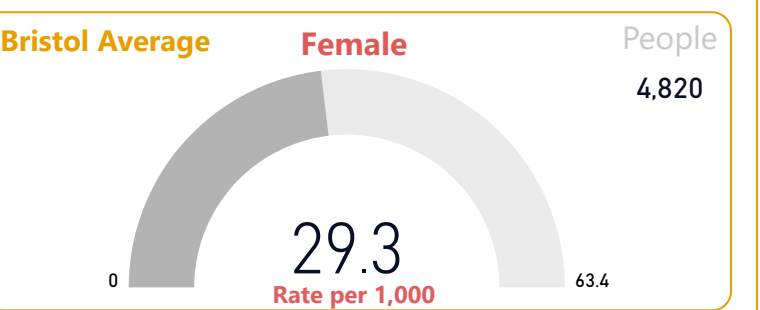 Bristol Average
Female
People
4,820
29.3
0
63.4
Rate per 1,000